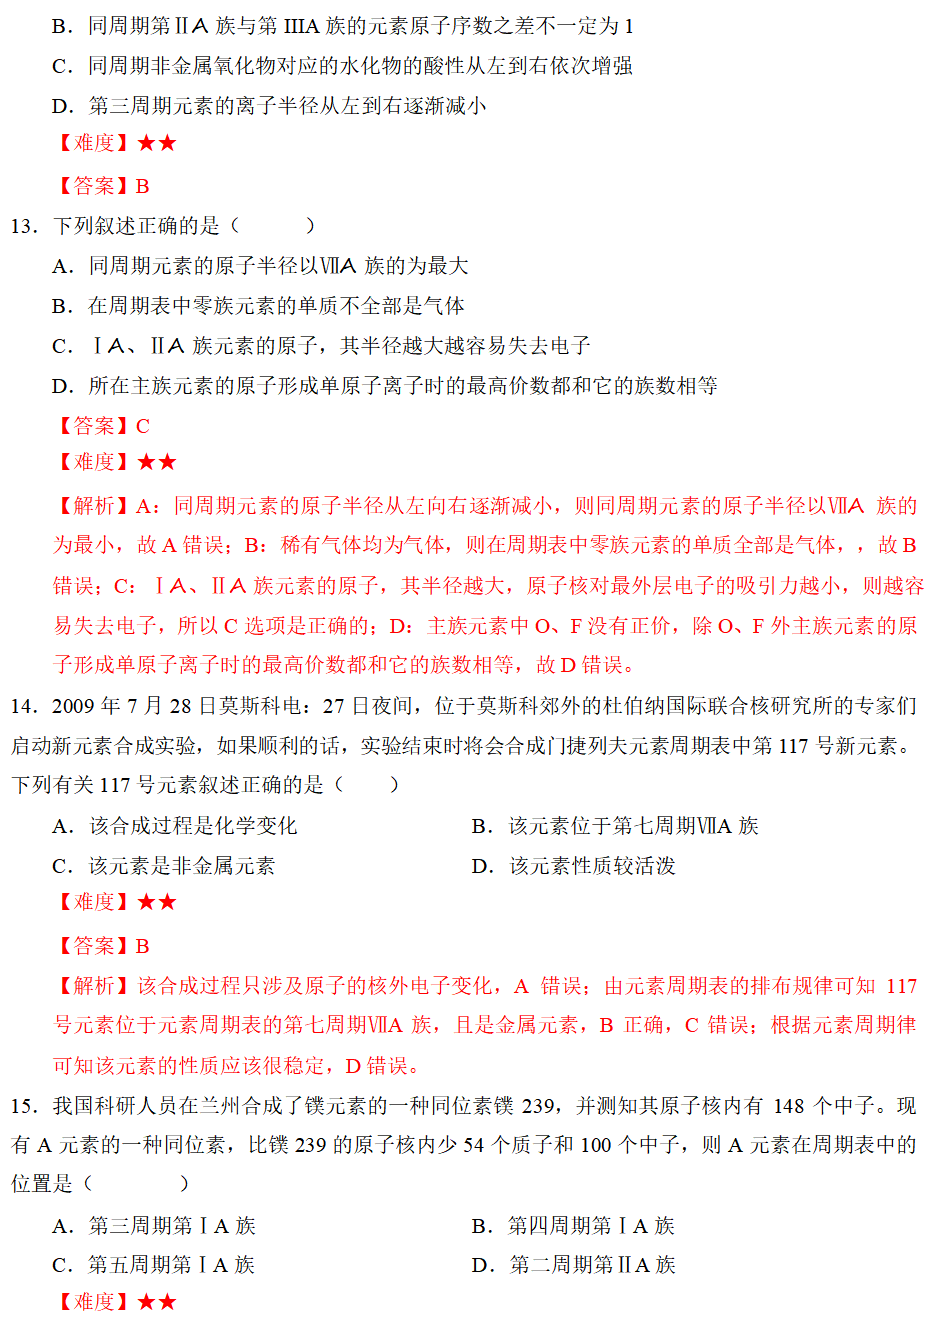 B．同周期第ⅡA 族与第 IIIA 族的元素原子序数之差不一定为 1
C．同周期非金属氧化物对应的水化物的酸性从左到右依次增强
D．第三周期元素的离子半径从左到右逐渐减小
【难度】★★
【答案】B
13．下列叙述正确的是（　　　）
A．同周期元素的原子半径以ⅦA 族的为最大
B．在周期表中零族元素的单质不全部是气体
C．ⅠA、ⅡA 族元素的原子，其半径越大越容易失去电子
D．所在主族元素的原子形成单原子离子时的最高价数都和它的族数相等
【答案】C
【难度】★★
【解析】A：同周期元素的原子半径从左向右逐渐减小，则同周期元素的原子半径以ⅦA 族的
为最小，故 A 错误；B：稀有气体均为气体，则在周期表中零族元素的单质全部是气体，，故 B
错误；C：ⅠA、ⅡA 族元素的原子，其半径越大，原子核对最外层电子的吸引力越小，则越容
易失去电子，所以 C 选项是正确的；D：主族元素中 O、F 没有正价，除 O、F 外主族元素的原
子形成单原子离子时的最高价数都和它的族数相等，故 D 错误。
14．2009 年 7 月 28 日莫斯科电：27 日夜间，位于莫斯科郊外的杜伯纳国际联合核研究所的专家们
启动新元素合成实验，如果顺利的话，实验结束时将会合成门捷列夫元素周期表中第 117 号新元素。
下列有关 117 号元素叙述正确的是（　　）
A．该合成过程是化学变化　　B．该元素位于第七周期ⅦA 族
C．该元素是非金属元素　　D．该元素性质较活泼
【难度】★★
【答案】B
【解析】该合成过程只涉及原子的核外电子变化，A 错误；由元素周期表的排布规律可知 117
号元素位于元素周期表的第七周期ⅦA 族，且是金属元素，B 正确，C 错误；根据元素周期律
可知该元素的性质应该很稳定，D 错误。
15．我国科研人员在兰州合成了镤元素的一种同位素镤 239，并测知其原子核内有 148 个中子。现
有 A 元素的一种同位素，比镤 239 的原子核内少 54 个质子和 100 个中子，则 A 元素在周期表中的
位置是（　　　）
A．第三周期第ⅠA 族　　B．第四周期第ⅠA 族
C．第五周期第ⅠA 族　　D．第二周期第ⅡA 族
【难度】★★